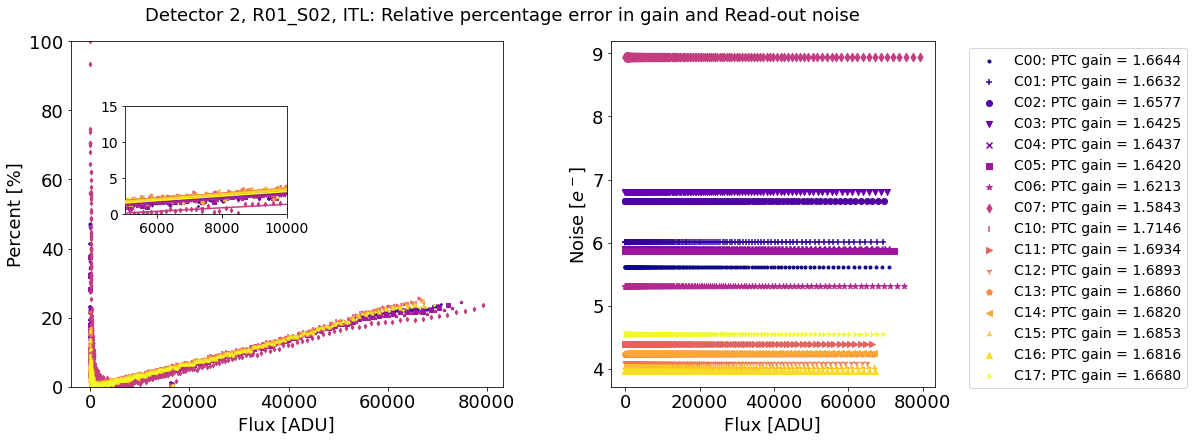 Detector 2, R01_S02, ITL: Relative percentage error in gain and Read-out noise
100
80
60
40
20
0
Percent [%]
15
10
5
0
6000 8000 10000
0 20000 40000 60000 80000
Flux [ADU]
9
8
7
6
5
4
Noise [e⁻]
0 20000 40000 60000 80000
Flux [ADU]
C00: PTC gain = 1.6644
C01: PTC gain = 1.6632
C02: PTC gain = 1.6577
C03: PTC gain = 1.6425
C04: PTC gain = 1.6437
C05: PTC gain = 1.6420
C06: PTC gain = 1.6213
C07: PTC gain = 1.5843
C10: PTC gain = 1.7146
C11: PTC gain = 1.6934
C12: PTC gain = 1.6893
C13: PTC gain = 1.6860
C14: PTC gain = 1.6820
C15: PTC gain = 1.6853
C16: PTC gain = 1.6816
C17: PTC gain = 1.6680